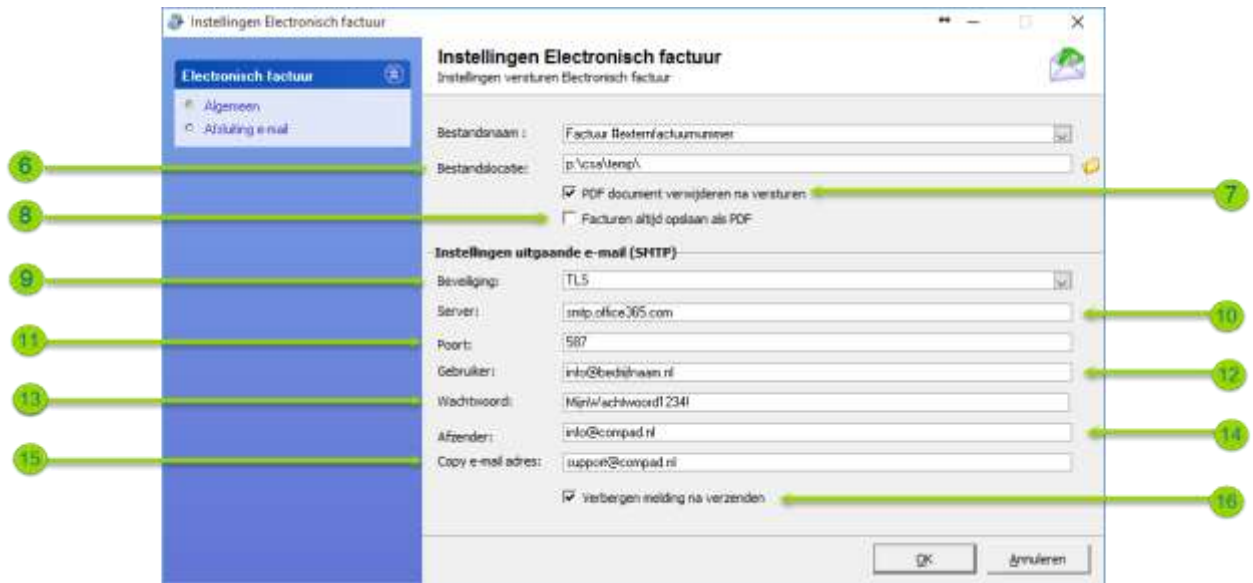 Instellingen Electronisch factuur
Instellingen Electronisch factuur
Instellingen versturen Electronisch factuur
Electronisch factuur
Algemeen
Afsluiting e-mail
Bestandsnaam : Factuur #externfactuurnummer
6 Bestandslocatie: p:\csa\temp\
PDF document verwijderen na versturen 7
8 Facturen altijd opslaan als PDF
Instellingen uitgaande e-mail (SMTP)
9 Beveiliging: TLS
Server: smtp.office365.com 10
11 Poort: 587
Gebruiker: info@bedrijfnaam.nl 12
13 Wachtwoord: MijnWachtwoord1234!
Afzender: info@compad.nl 14
15 Copy e-mail adres: support@compad.nl
Verbergen melding na verzenden 16
OK Annuleren